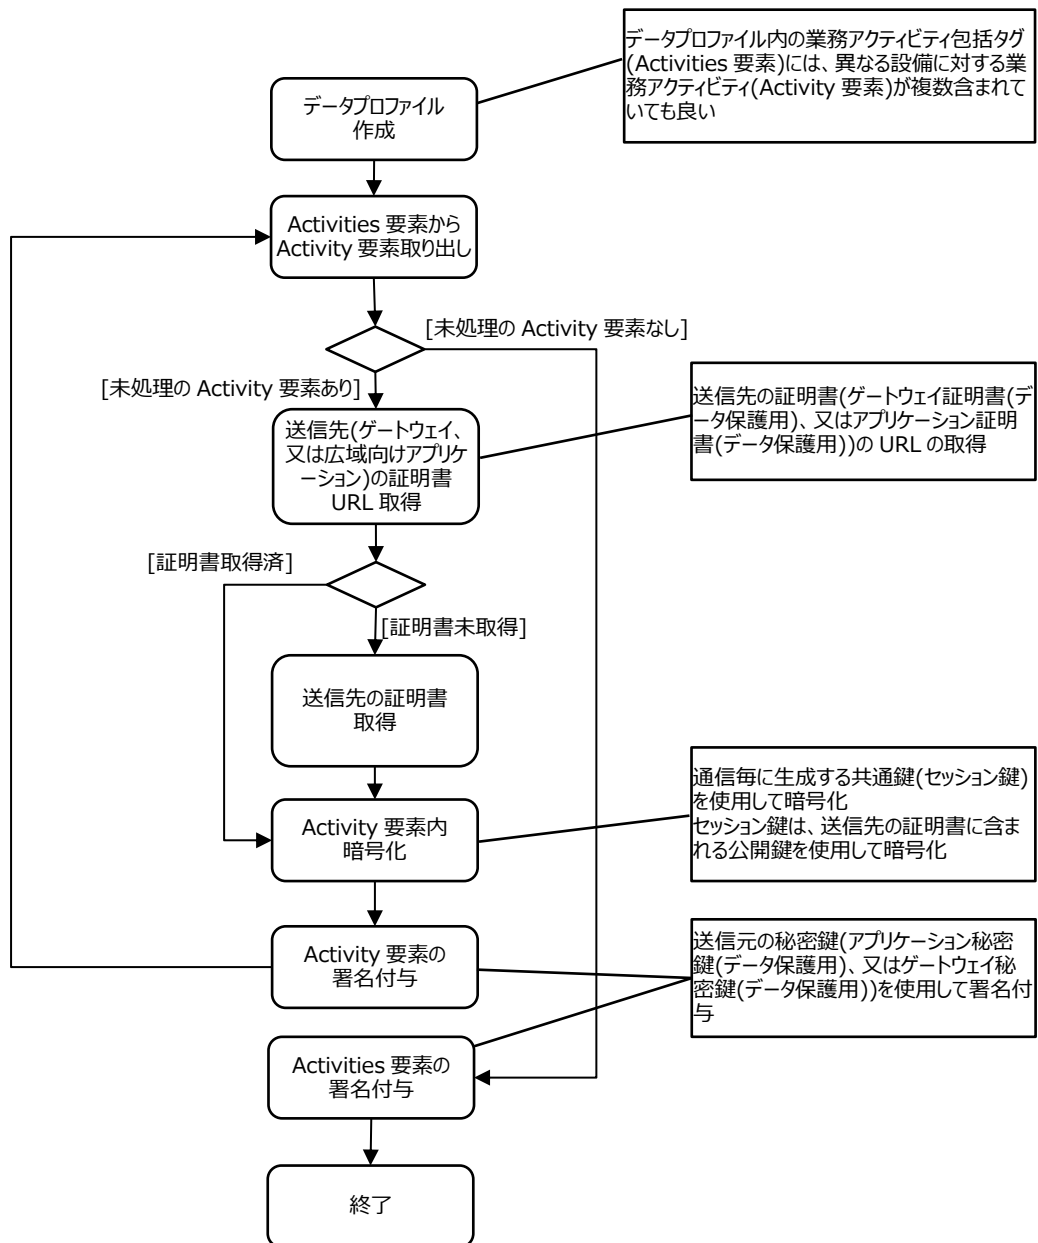 データプロファイル内の業務アクティビティ包括タグ
(Activities 要素)には、異なる設備に対する業
務アクティビティ(Activity 要素)が複数含まれて
いても良い
データプロファイル
作成
Activities 要素から
Activity 要素取り出し
[未処理の Activity 要素なし]
[未処理の Activity 要素あり]
送信先(ゲートウェイ、
又は広域向けアプリケ
ーション)の証明書
URL 取得
送信先の証明書(ゲートウェイ証明書(デ
ータ保護用)、又はアプリケーション証明
書(データ保護用))の URL の取得
[証明書取得済]
[証明書未取得]
送信先の証明書
取得
Activity 要素内
暗号化
通信毎に生成する共通鍵(セッション鍵)
を使用して暗号化
セッション鍵は、送信先の証明書に含ま
れる公開鍵を使用して暗号化
Activity 要素の
署名付与
送信元の秘密鍵(アプリケーション秘密
鍵(データ保護用)、又はゲートウェイ秘
密鍵(データ保護用))を使用して署名付
与
Activities 要素の
署名付与
終了